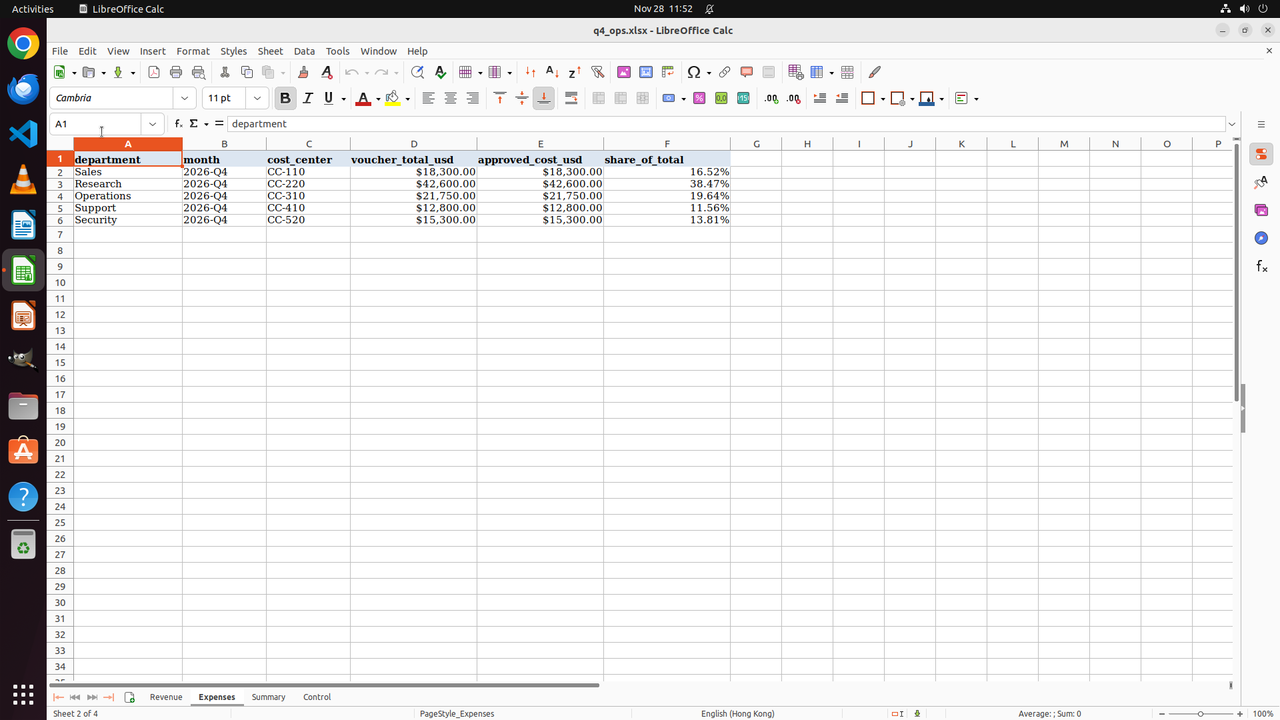 Activities LibreOffice Calc Nov 28 11:52
q4_ops.xlsx - LibreOffice Calc
File Edit View Insert Format Styles Sheet Data Tools Window Help
Cambria 11 pt
A1 department
A B C D E F G H I J K L M N O P
1 department month cost_center voucher_total_usd approved_cost_usd share_of_total
2 Sales 2026-Q4 CC-110 $18,300.00 $18,300.00 16.52%
3 Research 2026-Q4 CC-220 $42,600.00 $42,600.00 38.47%
4 Operations 2026-Q4 CC-310 $21,750.00 $21,750.00 19.64%
5 Support 2026-Q4 CC-410 $12,800.00 $12,800.00 11.56%
6 Security 2026-Q4 CC-520 $15,300.00 $15,300.00 13.81%
7
8
9
10
11
12
13
14
15
16
17
18
19
20
21
22
23
24
25
26
27
28
29
30
31
32
33
34
Revenue Expenses Summary Control
Sheet 2 of 4 PageStyle_Expenses English (Hong Kong) Average: ; Sum: 0 100%